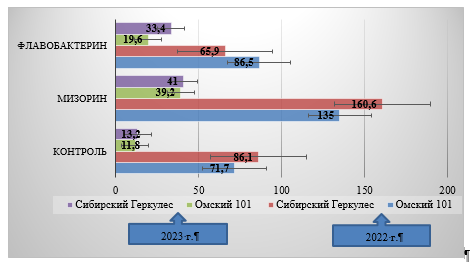 ФЛАВОБАКТЕРИН
33,4
19,6
65,9
86,5
МИЗОРИН
41
39,2
160,6
135
КОНТРОЛЬ
13,2
11,8
86,1
71,7
0 50 100 150 200
Сибирский Геркулес Омский 101 Сибирский Геркулес Омский 101
2023·г.¶ 2022·г.¶
¶